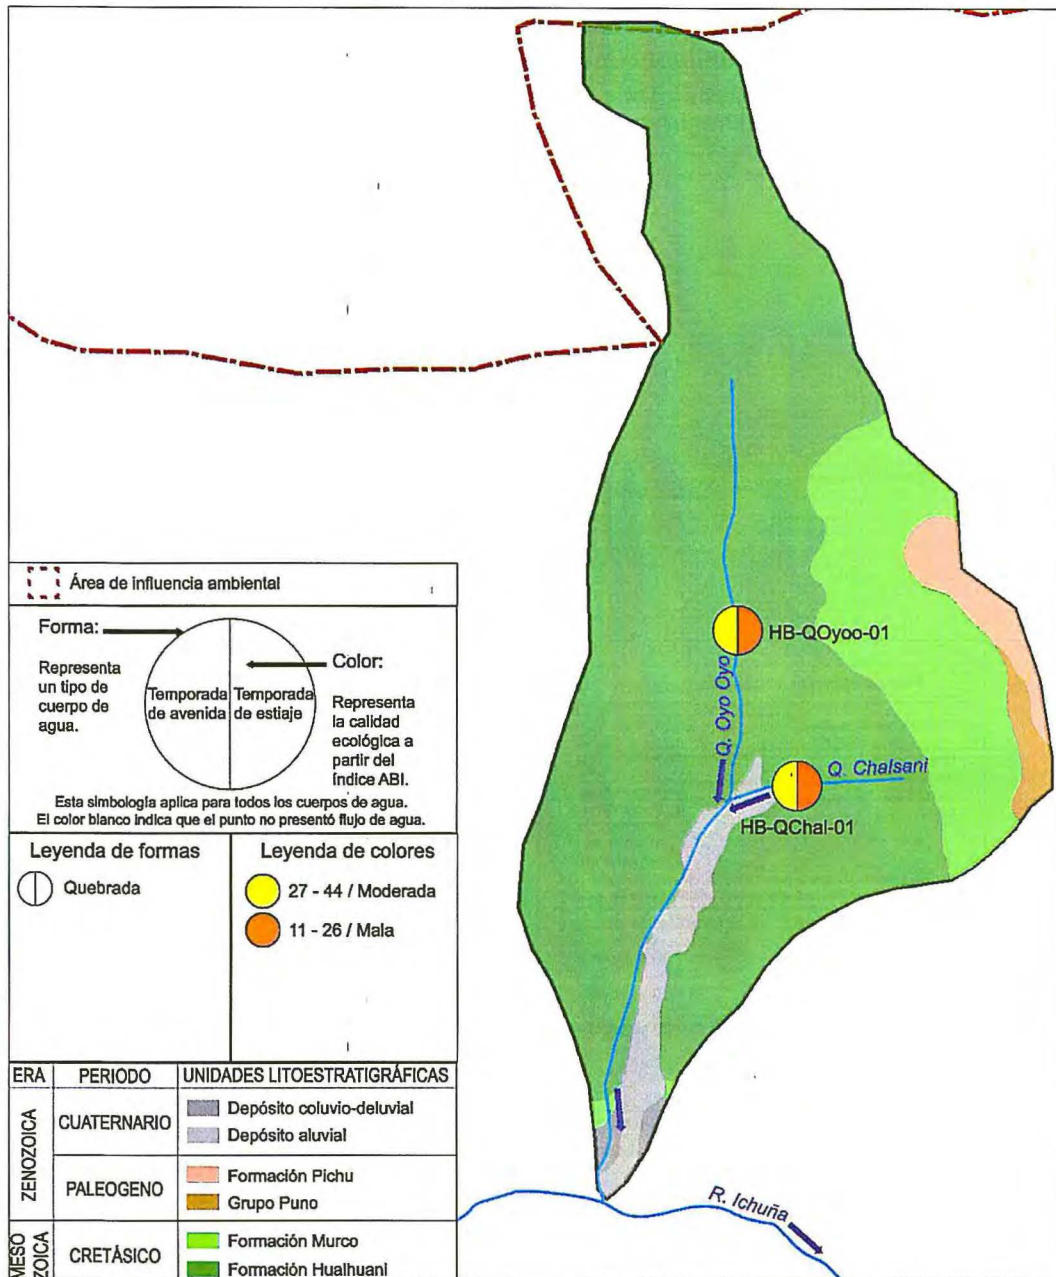 HB-QOyoo-01
Q. Oyo Oyo
Q. Chalsani
HB-QChal-01
R. Ichuña
Área de influencia ambiental
Forma:
Representa
un tipo de
cuerpo de
agua.
Temporada
de avenida
Temporada
de estiaje
Color:
Representa
la calidad
ecológica a
partir del
índice ABI.
Esta simbología aplica para todos los cuerpos de agua.
El color blanco indica que el punto no presentó flujo de agua.
Leyenda de formas
Quebrada
Leyenda de colores
27 - 44 / Moderada
11 - 26 / Mala
ERA PERIODO UNIDADES LITOESTRATIGRÁFICAS
ZENOZOICA
CUATERNARIO
Depósito coluvio-deluvial
Depósito aluvial
PALEOGENO
Formación Pichu
Grupo Puno
MESO
ZOICA
CRETÁSICO
Formación Murco
Formación Hualhuani